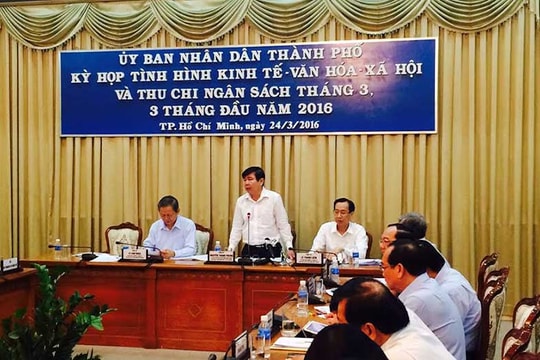 ỦY BAN NHÂN DÂN THÀNH PHỐ
KỲ HỌP TÌNH HÌNH KINH TẾ-VĂN HÓA-XÃ HỘI
VÀ THU CHI NGÂN SÁCH THÁNG 3,
3 THÁNG ĐẦU NĂM 2016
TP. HỒ CHÍ MINH, ngày 24/3/2016